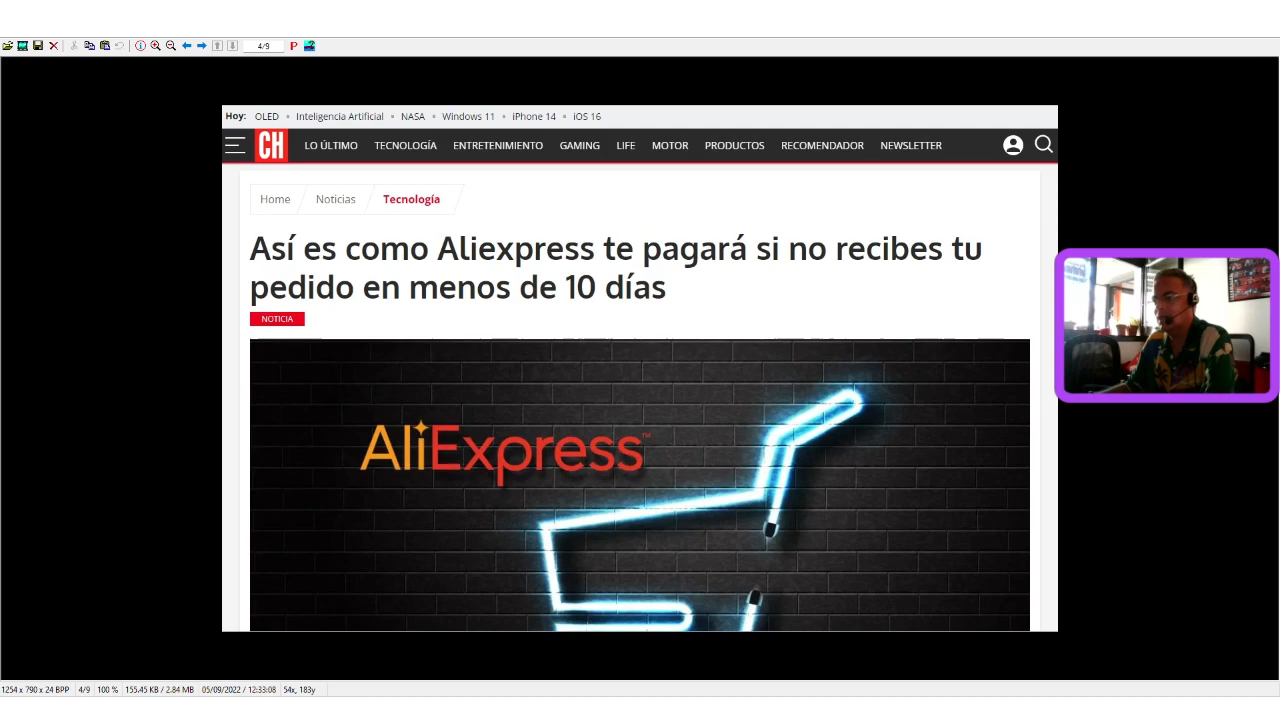 4/9
P
Hoy: OLED Inteligencia Artificial NASA Windows 11 iPhone 14 iOS 16
CH LO ÚLTIMO TECNOLOGÍA ENTRETENIMIENTO GAMING LIFE MOTOR PRODUCTOS RECOMENDADOR NEWSLETTER
Home Noticias Tecnología
Así es como Aliexpress te pagará si no recibes tu
pedido en menos de 10 días
NOTICIA
AliExpress™
1254 x 790 x 24 BPP 4/9 100 % 155.45 KB / 2.84 MB 05/09/2022 / 12:33:08 54x, 183y